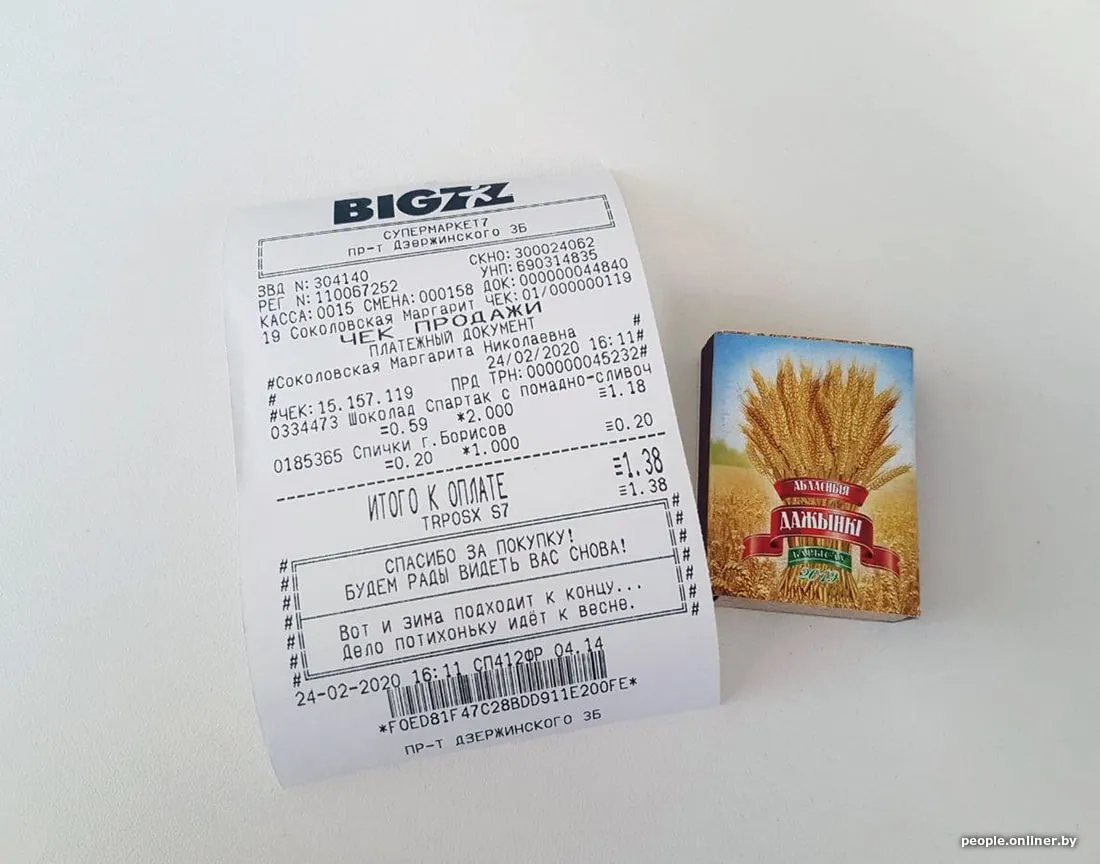 BIGZZ
СУПЕРМАРКЕТ7
ПР-Т ДЗЕРЖИНСКОГО 3Б
ЗВД N:304140 СКНО:300024062
РЕГ N:110067252 УНП:690314835
КАССА:0015 СМЕНА:000158 ДОК:000000044840
19 Соколовская Маргарит ЧЕК:01/000000119
ЧЕК ПРОДАЖИ
ПЛАТЕЖНЫЙ ДОКУМЕНТ
#Соколовская Маргарита Николаевна #
# 24/02/2020 16:11#
#ЧЕК:15.157.119 ПРД ТРН:000000045232#
0334473 Шоколад Спартак с помадно-сливоч
=0.59 *2.000 ≡1.18
0185365 Спички г.Борисов
=0.20 *1.000 ≡0.20
ИТОГО К ОПЛАТЕ ≡1.38
TRPOSX S7 ≡1.38
# СПАСИБО ЗА ПОКУПКУ! #
# БУДЕМ РАДЫ ВИДЕТЬ ВАС СНОВА! #
# Вот и зима подходит к концу... #
# Дело потихоньку идёт к весне. #
24-02-2020 16:11 СП412ФР 04.14
*F0ED81F47C28BDD911E200FE*
ПР-Т ДЗЕРЖИНСКОГО 3Б
АБЛАСНЫЯ
ДАЖЫНКІ
2019
people.onliner.by